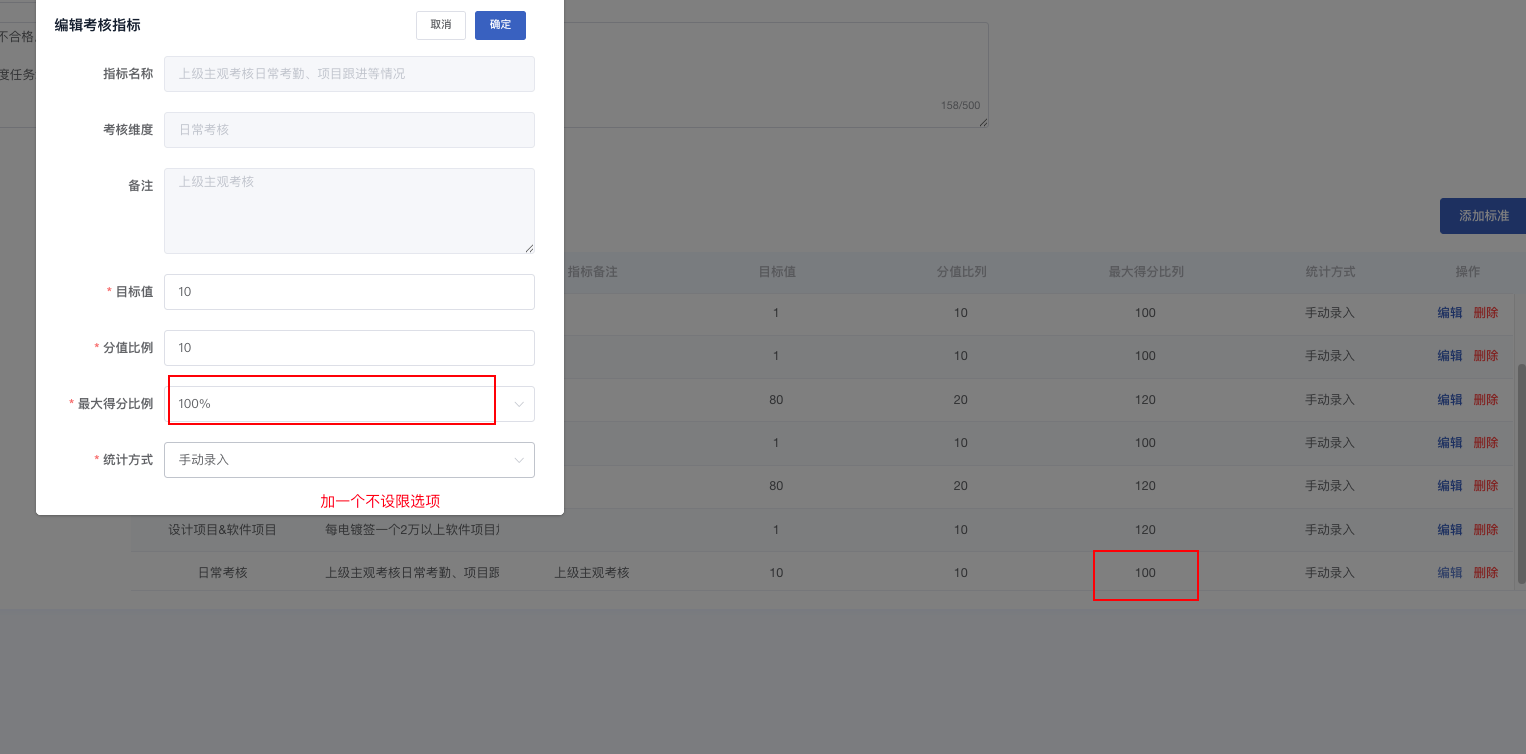 编辑考核指标
取消
确定
指标名称
上级主观考核日常考勤、项目跟进等情况
考核维度
日常考核
备注
上级主观考核
* 目标值
10
* 分值比例
10
* 最大得分比例
100%
* 统计方式
手动录入
加一个不设限选项
不合格
度任务
158/500
添加标准
指标备注 目标值 分值比列 最大得分比列 统计方式 操作
1 10 100 手动录入 编辑 删除
1 10 100 手动录入 编辑 删除
80 20 120 手动录入 编辑 删除
1 10 100 手动录入 编辑 删除
80 20 120 手动录入 编辑 删除
设计项目&软件项目 每电镀签一个2万以上软件项目 1 10 120 手动录入 编辑 删除
日常考核 上级主观考核日常考勤、项目跟 上级主观考核 10 10 100 手动录入 编辑 删除